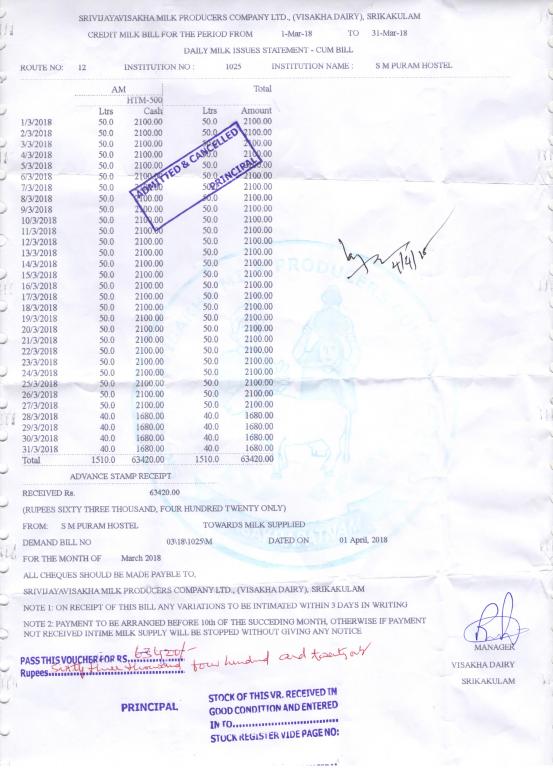 SRIVIJAYAVISAKHA MILK PRODUCERS COMPANY LTD., (VISAKHA DAIRY), SRIKAKULAM
CREDIT MILK BILL FOR THE PERIOD FROM 1-Mar-18 TO 31-Mar-18
DAILY MILK ISSUES STATEMENT - CUM BILL
ROUTE NO: 12 INSTITUTION NO : 1025 INSTITUTION NAME : S M PURAM HOSTEL
AM Total
HTM-500
Ltrs Cash Ltrs Amount
1/3/2018 50.0 2100.00 50.0 2100.00
2/3/2018 50.0 2100.00 50.0 2100.00
3/3/2018 50.0 2100.00 50.0 2100.00
4/3/2018 50.0 2100.00 50.0 2100.00
5/3/2018 50.0 2100.00 50.0 2100.00
6/3/2018 50.0 2100.00 50.0 2100.00
7/3/2018 50.0 2100.00 50.0 2100.00
8/3/2018 50.0 2100.00 50.0 2100.00
9/3/2018 50.0 2100.00 50.0 2100.00
10/3/2018 50.0 2100.00 50.0 2100.00
11/3/2018 50.0 2100.00 50.0 2100.00
12/3/2018 50.0 2100.00 50.0 2100.00
13/3/2018 50.0 2100.00 50.0 2100.00
14/3/2018 50.0 2100.00 50.0 2100.00
15/3/2018 50.0 2100.00 50.0 2100.00
16/3/2018 50.0 2100.00 50.0 2100.00
17/3/2018 50.0 2100.00 50.0 2100.00
18/3/2018 50.0 2100.00 50.0 2100.00
19/3/2018 50.0 2100.00 50.0 2100.00
20/3/2018 50.0 2100.00 50.0 2100.00
21/3/2018 50.0 2100.00 50.0 2100.00
22/3/2018 50.0 2100.00 50.0 2100.00
23/3/2018 50.0 2100.00 50.0 2100.00
24/3/2018 50.0 2100.00 50.0 2100.00
25/3/2018 50.0 2100.00 50.0 2100.00
26/3/2018 50.0 2100.00 50.0 2100.00
27/3/2018 50.0 2100.00 50.0 2100.00
28/3/2018 40.0 1680.00 40.0 1680.00
29/3/2018 40.0 1680.00 40.0 1680.00
30/3/2018 40.0 1680.00 40.0 1680.00
31/3/2018 40.0 1680.00 40.0 1680.00
Total 1510.0 63420.00 1510.0 63420.00
ADMITTED & CANCELLED
PRINCIPAL
4/4/18
ADVANCE STAMP RECEIPT
RECEIVED Rs. 63420.00
(RUPEES SIXTY THREE THOUSAND, FOUR HUNDRED TWENTY ONLY)
FROM: S M PURAM HOSTEL TOWARDS MILK SUPPLIED
DEMAND BILL NO 03\18\1025\M DATED ON 01 April, 2018
FOR THE MONTH OF March 2018
ALL CHEQUES SHOULD BE MADE PAYBLE TO,
SRIVIJAYAVISAKHA MILK PRODUCERS COMPANY LTD., (VISAKHA DAIRY), SRIKAKULAM
NOTE 1: ON RECEIPT OF THIS BILL ANY VARIATIONS TO BE INTIMATED WITHIN 3 DAYS IN WRITING
NOTE 2: PAYMENT TO BE ARRANGED BEFORE 10th OF THE SUCCEDING MONTH, OTHERWISE IF PAYMENT
NOT RECEIVED INTIME MILK SUPPLY WILL BE STOPPED WITHOUT GIVING ANY NOTICE
MANAGER
VISAKHA DAIRY
SRIKAKULAM
PASS THIS VOUCHER FOR RS. 63420/-
Rupees Sixty three thousand four hundred and twenty only
PRINCIPAL
STOCK OF THIS VR. RECEIVED IN
GOOD CONDITION AND ENTERED
IN TO....................
STOCK REGISTER VIDE PAGE NO: